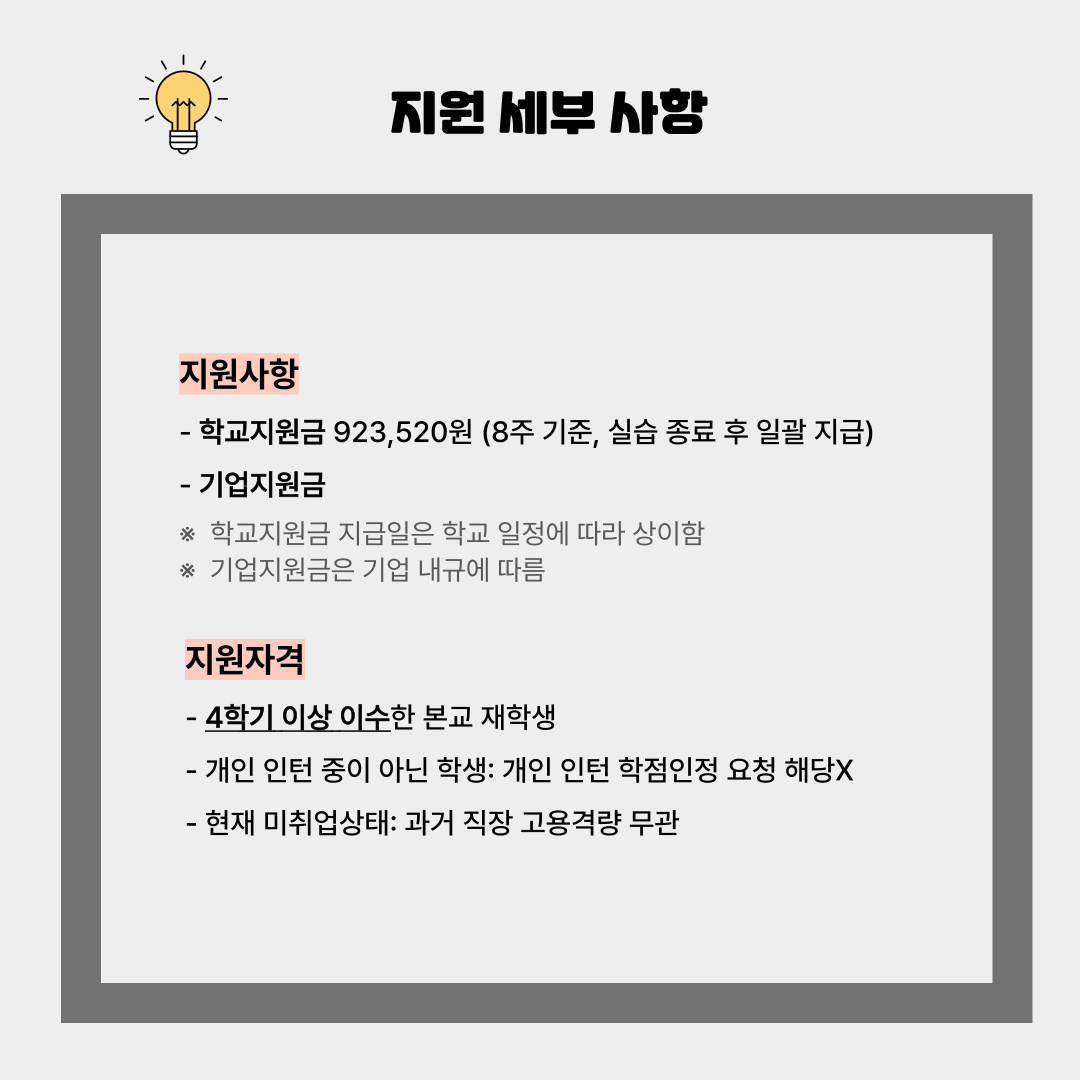 지원 세부 사항
지원사항
- 학교지원금 923,520원 (8주 기준, 실습 종료 후 일괄 지급)
- 기업지원금
※ 학교지원금 지급일은 학교 일정에 따라 상이함
※ 기업지원금은 기업 내규에 따름
지원자격
- 4학기 이상 이수한 본교 재학생
- 개인 인턴 중이 아닌 학생: 개인 인턴 학점인정 요청 해당X
- 현재 미취업상태: 과거 직장 고용격량 무관